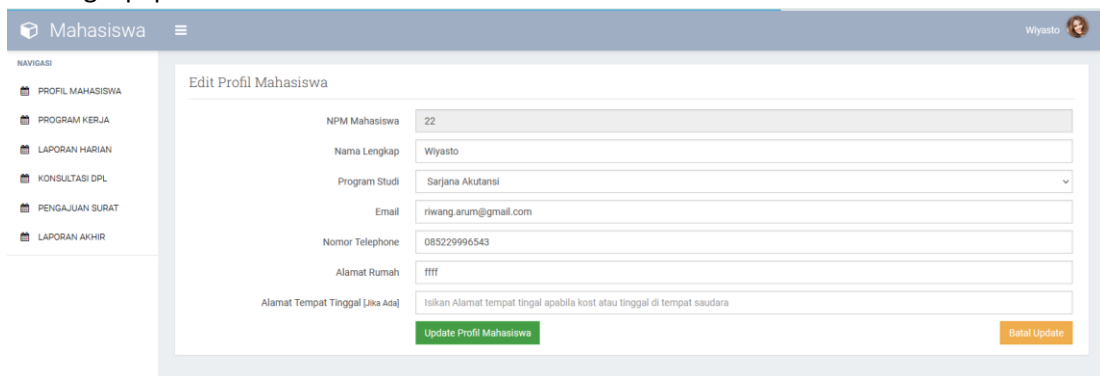 Mahasiswa
Wiyasto
NAVIGASI
PROFIL MAHASISWA
PROGRAM KERJA
LAPORAN HARIAN
KONSULTASI DPL
PENGAJUAN SURAT
LAPORAN AKHIR
Edit Profil Mahasiswa
NPM Mahasiswa 22
Nama Lengkap Wiyasto
Program Studi Sarjana Akutansi
Email riwang.arum@gmail.com
Nomor Telephone 085229996543
Alamat Rumah ffff
Alamat Tempat Tinggal [Jika Ada] Isikan Alamat tempat tingal apabila kost atau tinggal di tempat saudara
Update Profil Mahasiswa Batal Update